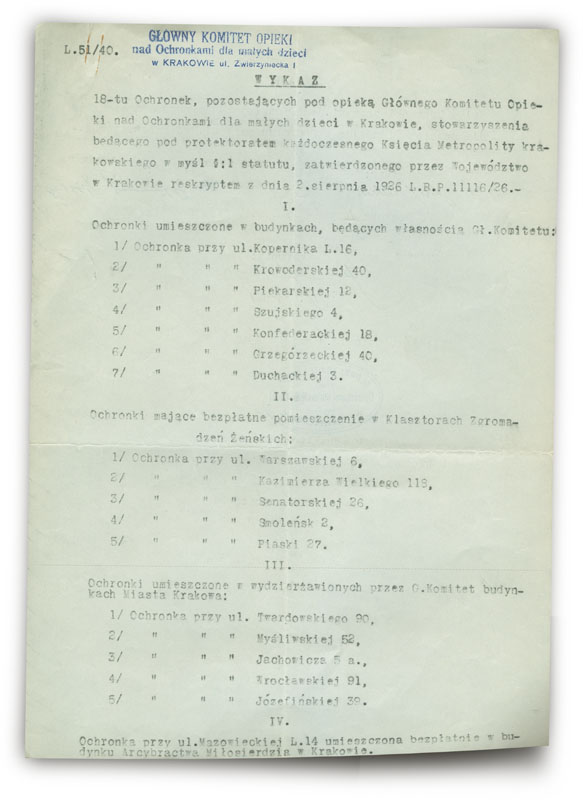 GŁOWNY KOMITET OPIEKI
L.51/40. nad Ochronkami dla małych dzieci
w KRAKOWIE ul. Zwierzyniecka 1
WYKAZ
18-tu Ochronek, pozostających pod opieką Głównego Komitetu Opie-
ki nad Ochronkami dla małych dzieci w Krakowie, stowarzyszenia
będącego pod protektoratem każdoczesnego Księcia Metropolity kra-
kowskiego w myśl §:1 statutu, zatwierdzonego przez Województwo
w Krakowie reskryptem z dnia 2.sierpnia 1926 L.B.P.11116/26.-
I.
Ochronki umieszczone w budynkach, będących własnością Gł.Komitetu:
1/ Ochronka przy ul.Kopernika L.16,
2/ " " " Krowoderskiej 40,
3/ " " " Piekarskiej 12,
4/ " " " Szujskiego 4,
5/ " " " Konfederackiej 18,
6/ " " " Grzegórzeckiej 40,
7/ " " " Duchackiej 3.
II.
Ochronki mające bezpłatne pomieszczenie w Klasztorach Zgroma-
dzeń Żeńskich:
1/ Ochronka przy ul. Warszawskiej 6,
2/ " " " Kazimierza Wielkiego 113,
3/ " " " Senatorskiej 26,
4/ " " " Smoleńsk 2,
5/ " " " Piaski 27.
III.
Ochronki umieszczone w wydzierżawionych przez G.Komitet budyn-
kach Miasta Krakowa:
1/ Ochronka przy ul. Twardowskiego 90,
2/ " " " Myśliwskiej 52,
3/ " " " Jachowicza 5 a.,
4/ " " " Wrocławskiej 91,
5/ " " " Józefińskiej 39.
IV.
Ochronka przy ul.Mazowieckiej L.14 umieszczona bezpłatnie w bu-
dynku Arcybractwa Miłosierdzia w Krakowie.